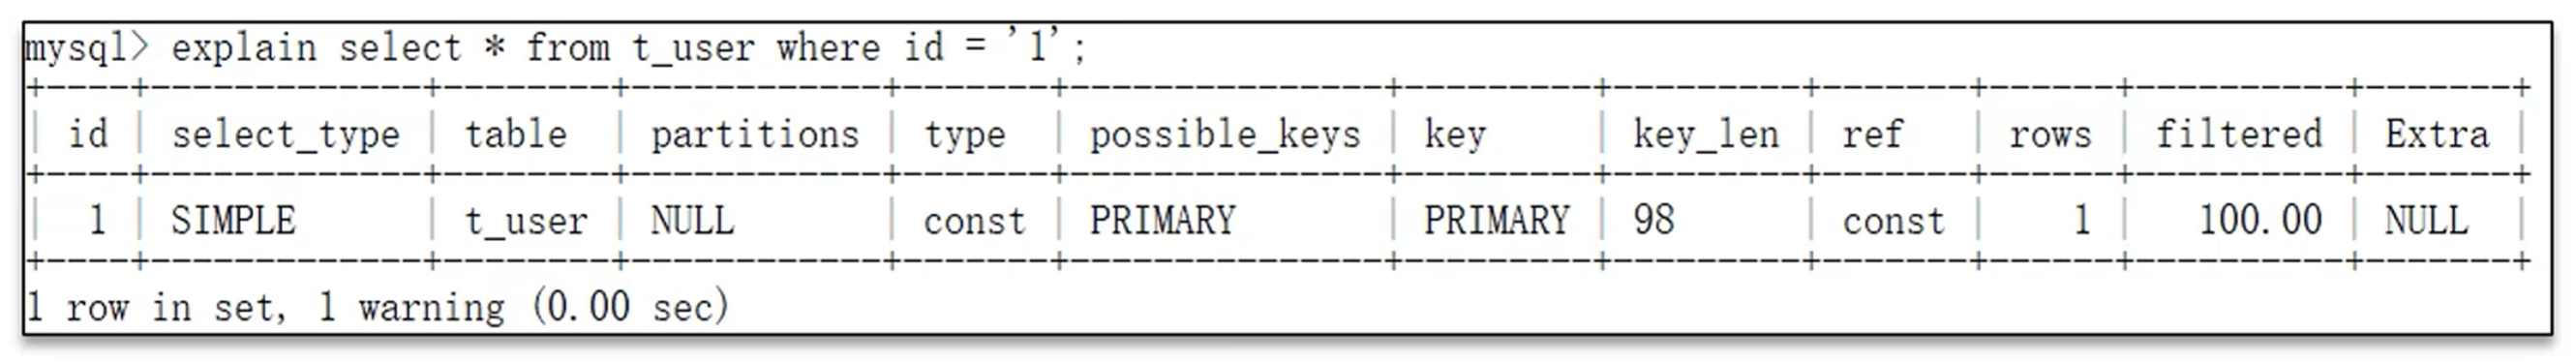 mysql> explain select * from t_user where id = '1';
+----+-------------+--------+------------+-------+---------------+---------+---------+-------+------+----------+-------+
| id | select_type | table  | partitions | type  | possible_keys | key     | key_len | ref   | rows | filtered | Extra |
+----+-------------+--------+------------+-------+---------------+---------+---------+-------+------+----------+-------+
|  1 | SIMPLE      | t_user | NULL       | const | PRIMARY       | PRIMARY | 98      | const |    1 |   100.00 | NULL  |
+----+-------------+--------+------------+-------+---------------+---------+---------+-------+------+----------+-------+
1 row in set, 1 warning (0.00 sec)